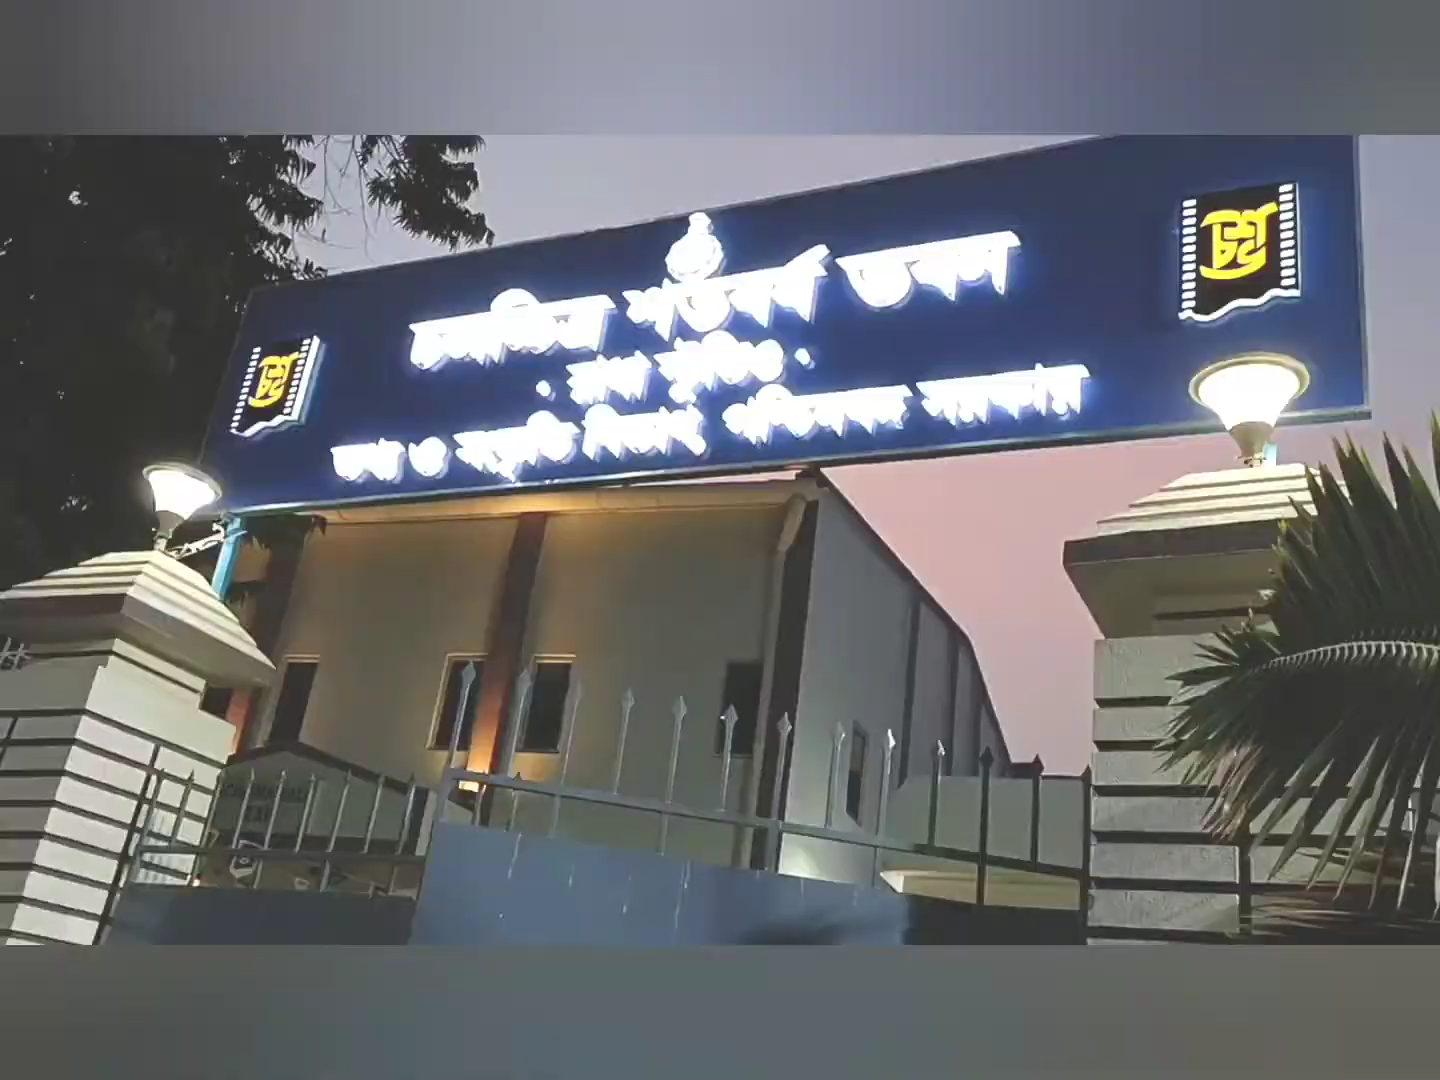 চলচ্চিত্র শতবর্ষ ভবন
• রাধা স্টুডিও •
তথ্য ও সংস্কৃতি বিভাগ, পশ্চিমবঙ্গ সরকার